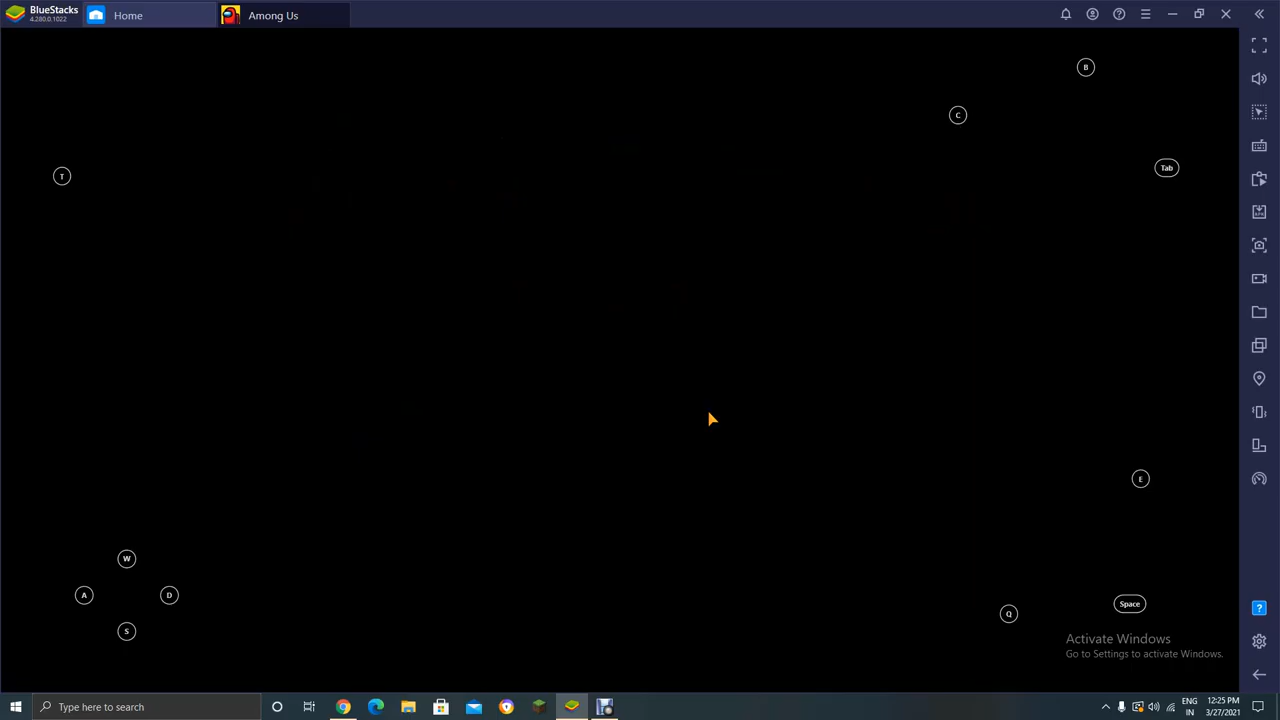 BlueStacks
4.280.0.1022
Home
Among Us
B
C
Tab
T
E
W
A
D
S
Q
Space
Activate Windows
Go to Settings to activate Windows.
Type here to search
ENG
IN
12:25 PM
3/27/2021